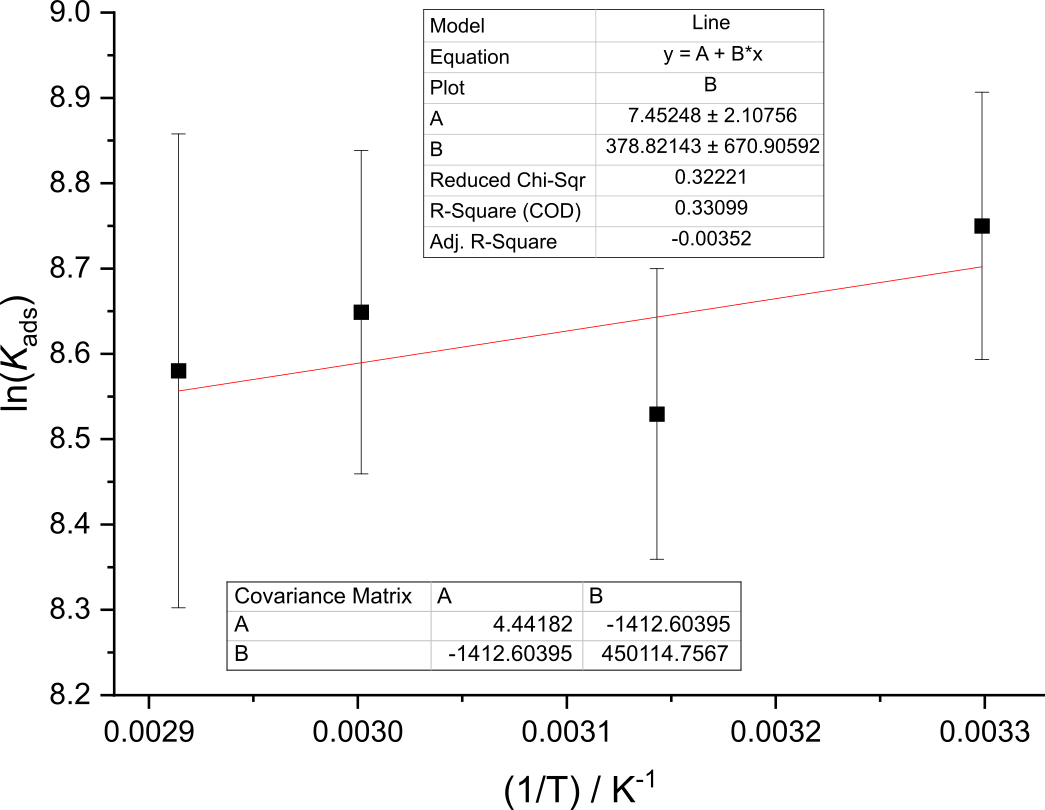 9.0
8.9
8.8
8.7
8.6
8.5
8.4
8.3
8.2
ln(Kads)
Model Line
Equation y = A + B*x
Plot B
A 7.45248 ± 2.10756
B 378.82143 ± 670.90592
Reduced Chi-Sqr 0.32221
R-Square (COD) 0.33099
Adj. R-Square -0.00352
Covariance Matrix A B
A 4.44182 -1412.60395
B -1412.60395 450114.7567
0.0029 0.0030 0.0031 0.0032 0.0033
(1/T) / K-1